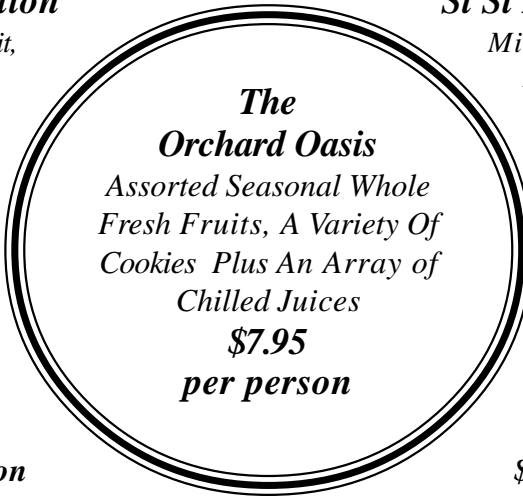 The
Orchard Oasis
Assorted Seasonal Whole
Fresh Fruits, A Variety Of
Cookies Plus An Array of
Chilled Juices
$7.95
per person